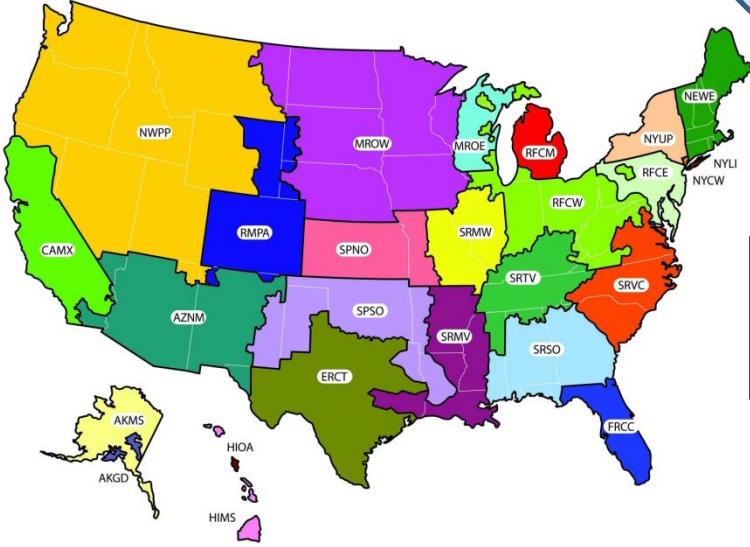 NWPP
MROW
MROE
RFCM
NEWE
NYUP
NYLI
NYCW
RFCE
RFCW
CAMX
RMPA
SPNO
SRMW
SRTV
SRVC
AZNM
SPSO
SRMV
SRSO
ERCT
FRCC
AKMS
AKGD
HIOA
HIMS